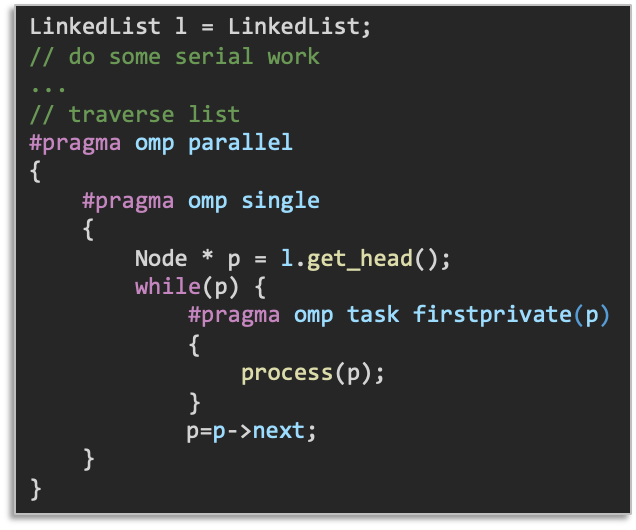 LinkedList l = LinkedList;
// do some serial work
...
// traverse list
#pragma omp parallel
{
    #pragma omp single
    {
        Node * p = l.get_head();
        while(p) {
            #pragma omp task firstprivate(p)
            {
                process(p);
            }
            p=p->next;
    }
}